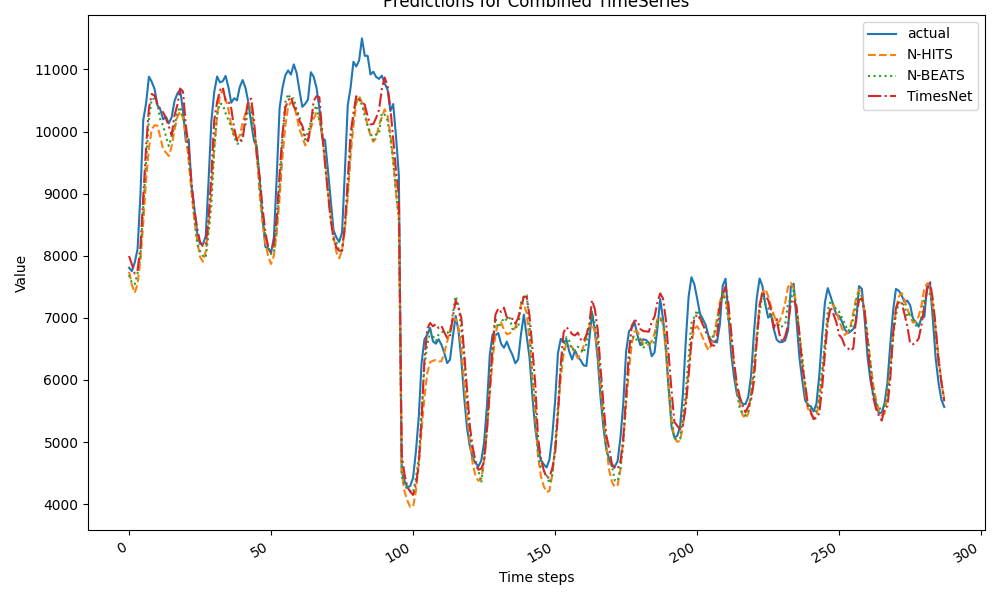 Predictions for Combined TimeSeries
actual
N-HITS
N-BEATS
TimesNet
11000
10000
9000
8000
7000
6000
5000
4000
Value
0
50
100
150
200
250
300
Time steps